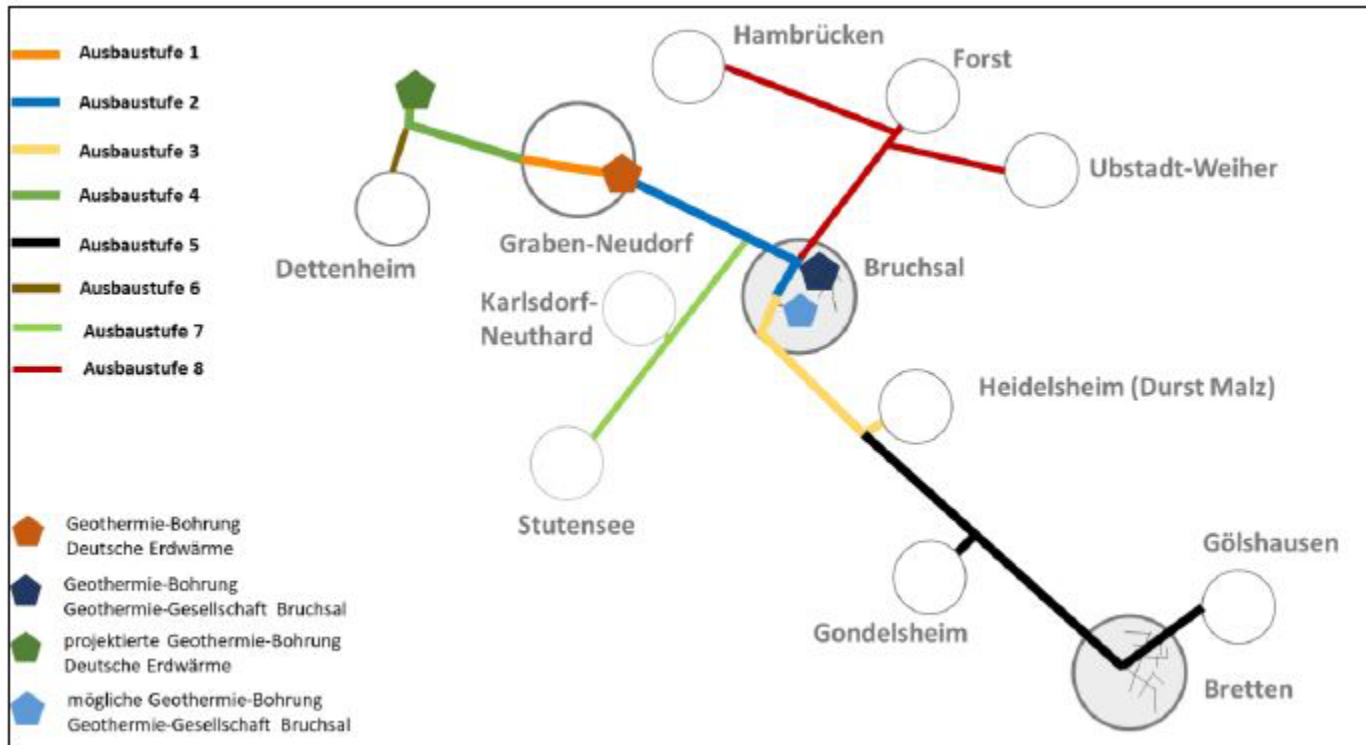 Ausbaustufe 1
Ausbaustufe 2
Ausbaustufe 3
Ausbaustufe 4
Ausbaustufe 5
Ausbaustufe 6
Ausbaustufe 7
Ausbaustufe 8
Hambrücken
Forst
Ubstadt-Weiher
Graben-Neudorf
Dettenheim
Bruchsal
Karlsdorf-
Neuthard
Heidelsheim (Durst Malz)
Stutensee
Gölshausen
Gondelsheim
Bretten
Geothermie-Bohrung
Deutsche Erdwärme
Geothermie-Bohrung
Geothermie-Gesellschaft Bruchsal
projektierte Geothermie-Bohrung
Deutsche Erdwärme
mögliche Geothermie-Bohrung
Geothermie-Gesellschaft Bruchsal